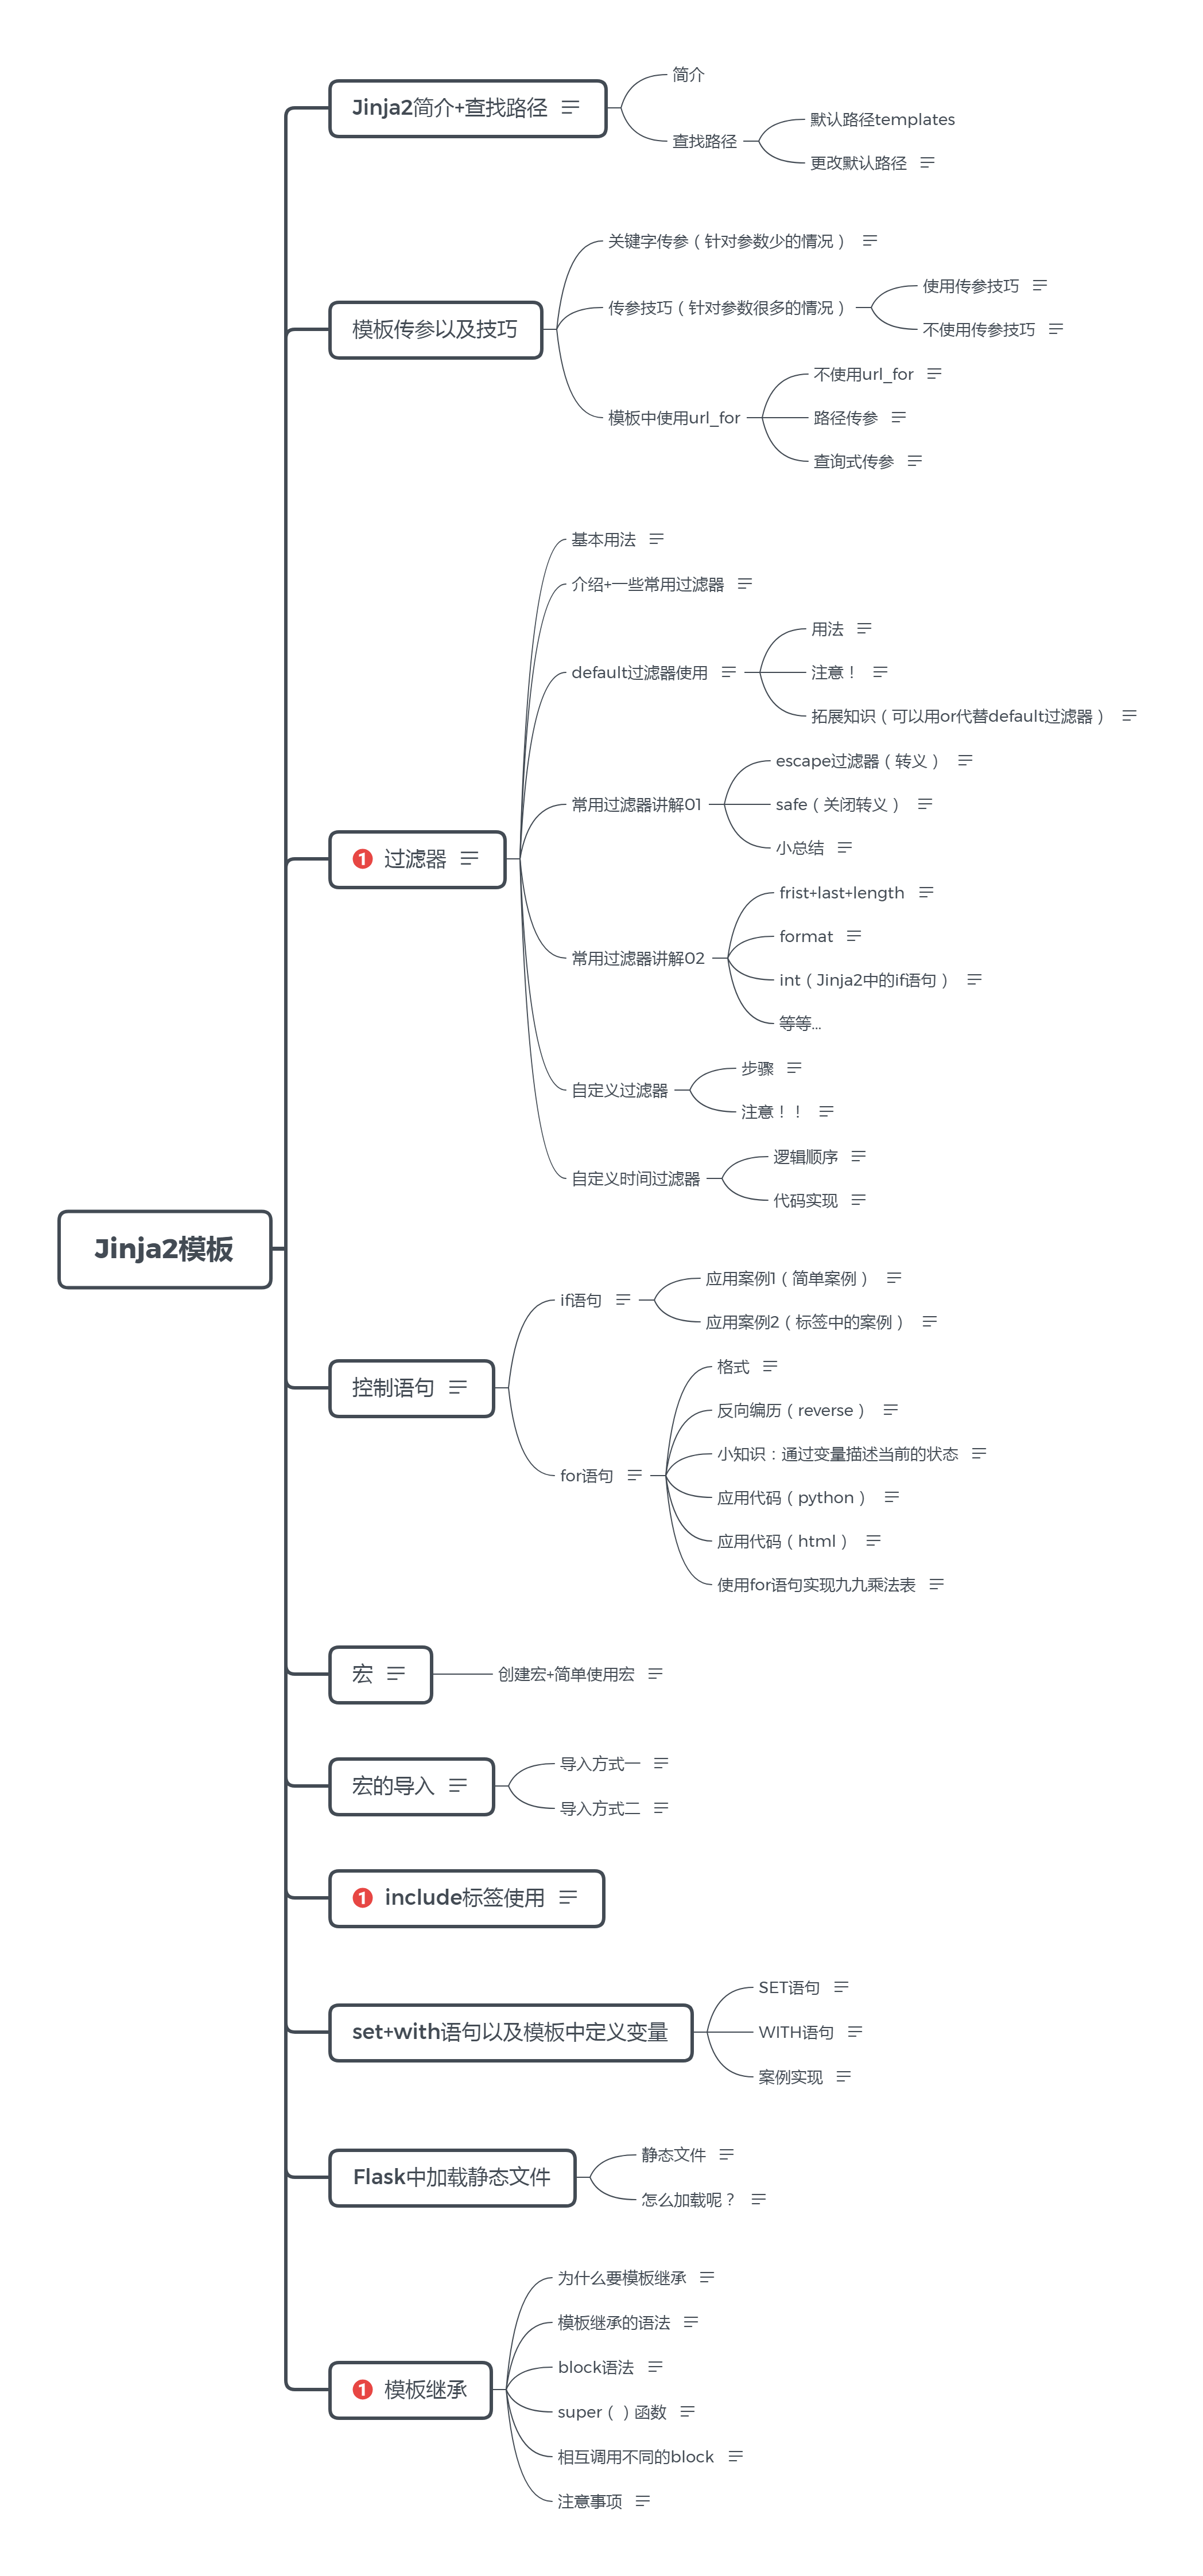 Jinja2模板
Jinja2简介+查找路径
简介
查找路径
默认路径templates
更改默认路径
模板传参以及技巧
关键字传参（针对参数少的情况）
传参技巧（针对参数很多的情况）
使用传参技巧
不使用传参技巧
模板中使用url_for
不使用url_for
路径传参
查询式传参
1 过滤器
基本用法
介绍+一些常用过滤器
default过滤器使用
用法
注意！
拓展知识（可以用or代替default过滤器）
常用过滤器讲解01
escape过滤器（转义）
safe（关闭转义）
小总结
常用过滤器讲解02
frist+last+length
format
int（Jinja2中的if语句）
等等...
自定义过滤器
步骤
注意！！
自定义时间过滤器
逻辑顺序
代码实现
控制语句
if语句
应用案例1（简单案例）
应用案例2（标签中的案例）
for语句
格式
反向编历（reverse）
小知识：通过变量描述当前的状态
应用代码（python）
应用代码（html）
使用for语句实现九九乘法表
宏
创建宏+简单使用宏
宏的导入
导入方式一
导入方式二
1 include标签使用
set+with语句以及模板中定义变量
SET语句
WITH语句
案例实现
Flask中加载静态文件
静态文件
怎么加载呢？
1 模板继承
为什么要模板继承
模板继承的语法
block语法
super（ ）函数
相互调用不同的block
注意事项